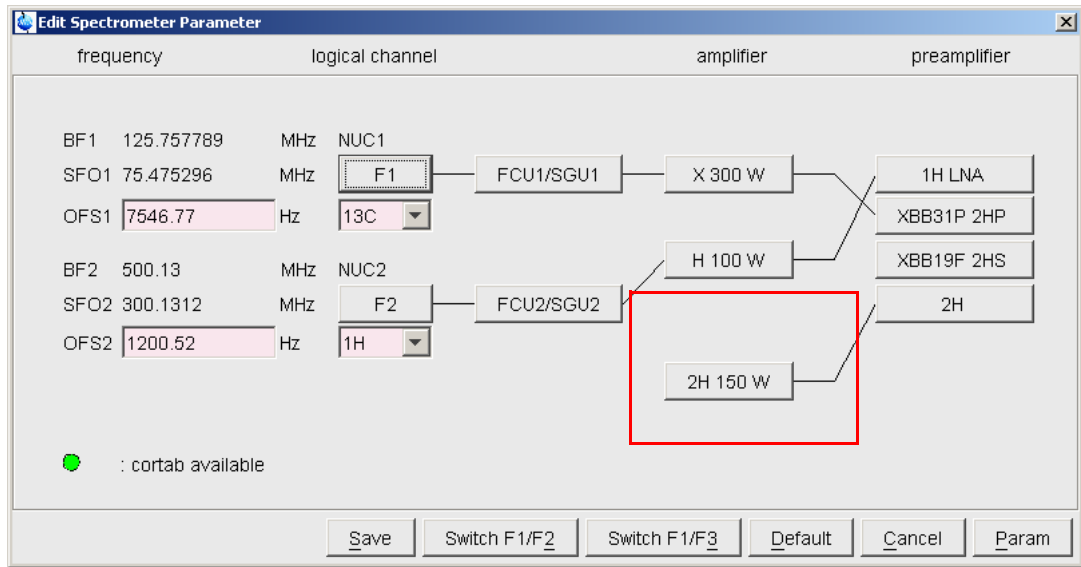 Edit Spectrometer Parameter
frequency logical channel amplifier preamplifier
BF1 125.757789 MHz NUC1
SFO1 75.475296 MHz F1 FCU1/SGU1 X 300 W 1H LNA
OFS1 7546.77 Hz 13C XBB31P 2HP
BF2 500.13 MHz NUC2 H 100 W XBB19F 2HS
SFO2 300.1312 MHz F2 FCU2/SGU2 2H
OFS2 1200.52 Hz 1H
2H 150 W
: cortab available
Save Switch F1/F2 Switch F1/F3 Default Cancel Param